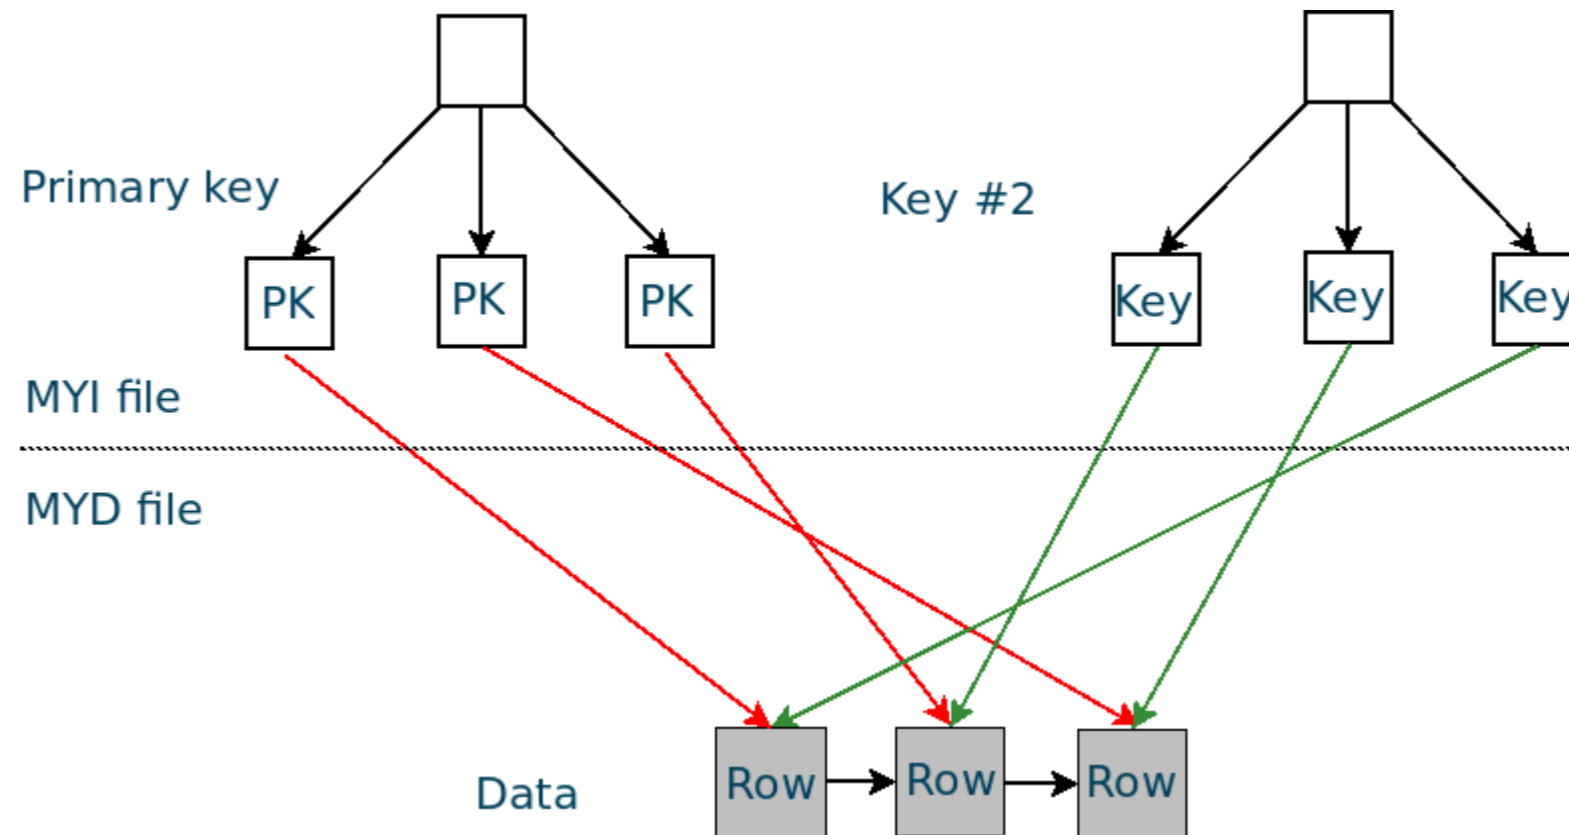 Primary key
Key #2
PK
PK
PK
Key
Key
Key
MYI file
MYD file
Data
Row
Row
Row